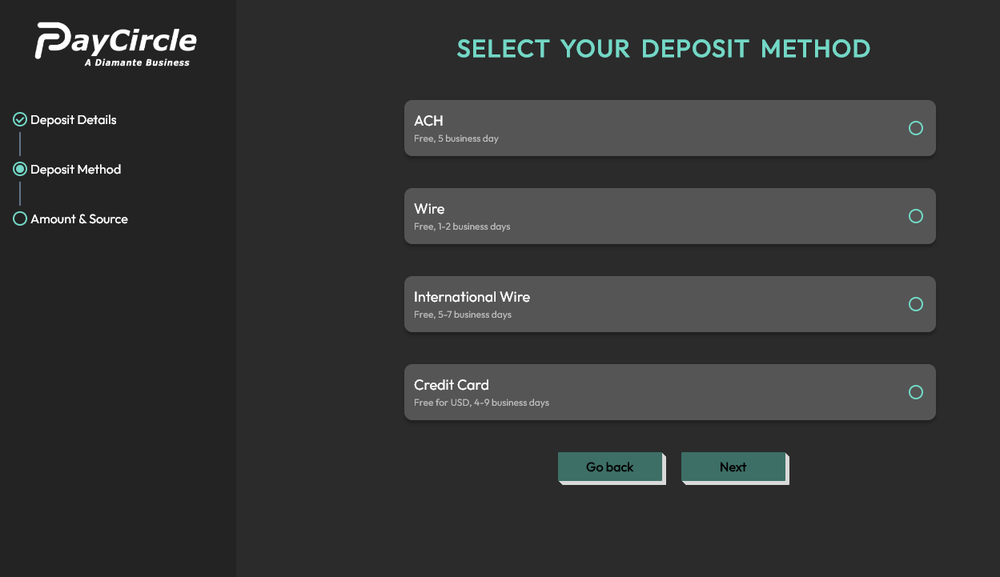 PayCircle
A Diamante Business
Deposit Details
Deposit Method
Amount & Source
SELECT YOUR DEPOSIT METHOD
ACH
Free, 5 business day
Wire
Free, 1-2 business days
International Wire
Free, 5-7 business days
Credit Card
Free for USD, 4-9 business days
Go back
Next